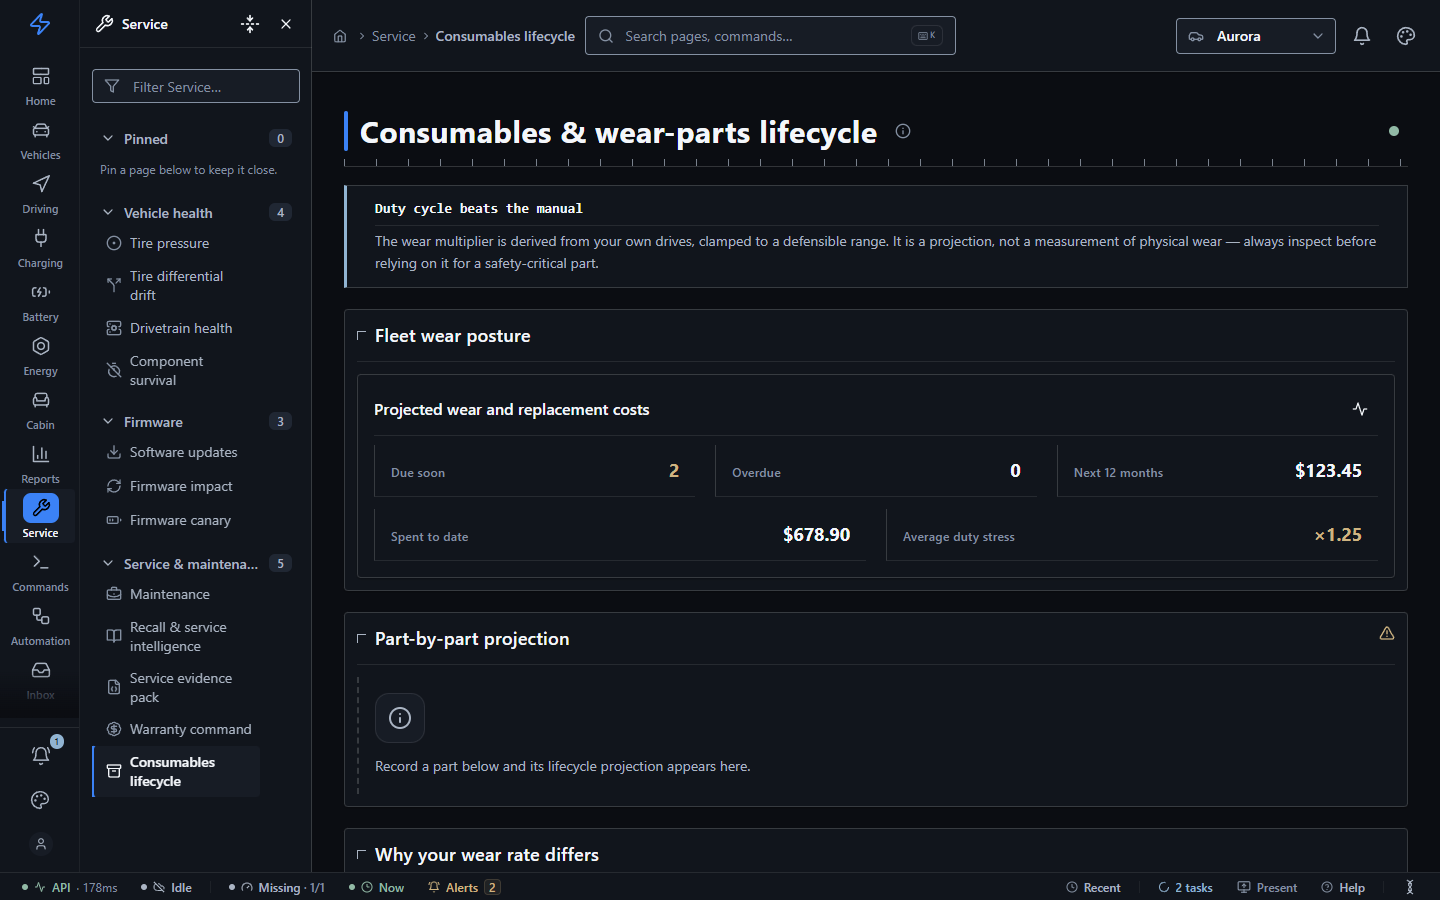 Service
Service
Consumables lifecycle
Search pages, commands...
K
Aurora
Home
Vehicles
Driving
Charging
Battery
Energy
Cabin
Reports
Service
Commands
Automation
Inbox
1
Filter Service...
Pinned 0
Pin a page below to keep it close.
Vehicle health 4
Tire pressure
Tire differential
drift
Drivetrain health
Component
survival
Firmware 3
Software updates
Firmware impact
Firmware canary
Service & maintena... 5
Maintenance
Recall & service
intelligence
Service evidence
pack
Warranty command
Consumables
lifecycle
Consumables & wear-parts lifecycle
Duty cycle beats the manual
The wear multiplier is derived from your own drives, clamped to a defensible range. It is a projection, not a measurement of physical wear — always inspect before
relying on it for a safety-critical part.
Fleet wear posture
Projected wear and replacement costs
Due soon 2
Overdue 0
Next 12 months $123.45
Spent to date $678.90
Average duty stress ×1.25
Part-by-part projection
Record a part below and its lifecycle projection appears here.
Why your wear rate differs
API · 178ms
Idle
Missing · 1/1
Now
Alerts 2
Recent
2 tasks
Present
Help